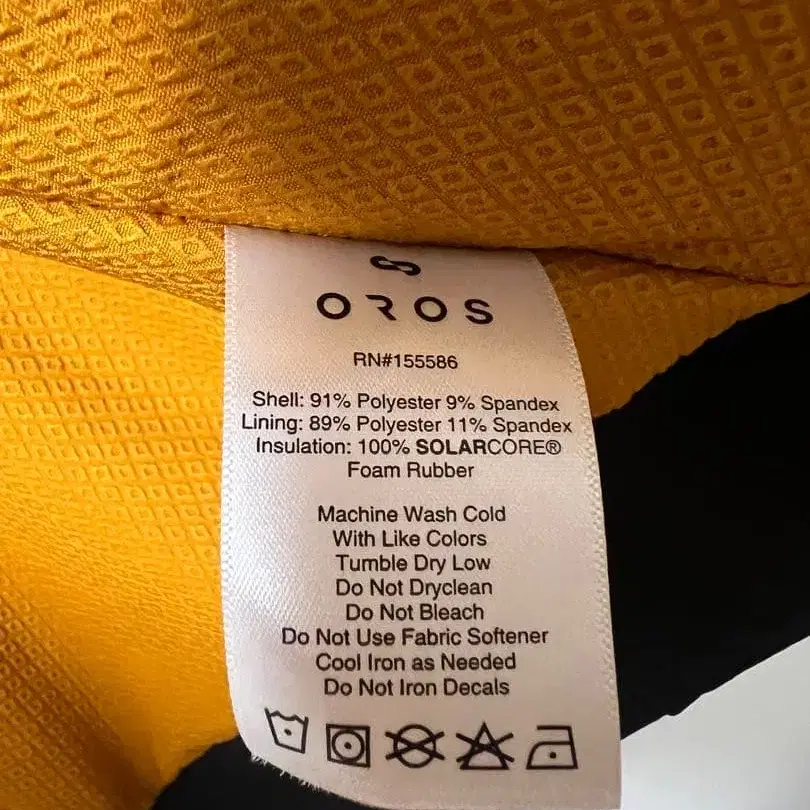 OROS
RN#155586
Shell: 91% Polyester 9% Spandex
Lining: 89% Polyester 11% Spandex
Insulation: 100% SOLARCORE®
Foam Rubber
Machine Wash Cold
With Like Colors
Tumble Dry Low
Do Not Dryclean
Do Not Bleach
Do Not Use Fabric Softener
Cool Iron as Needed
Do Not Iron Decals